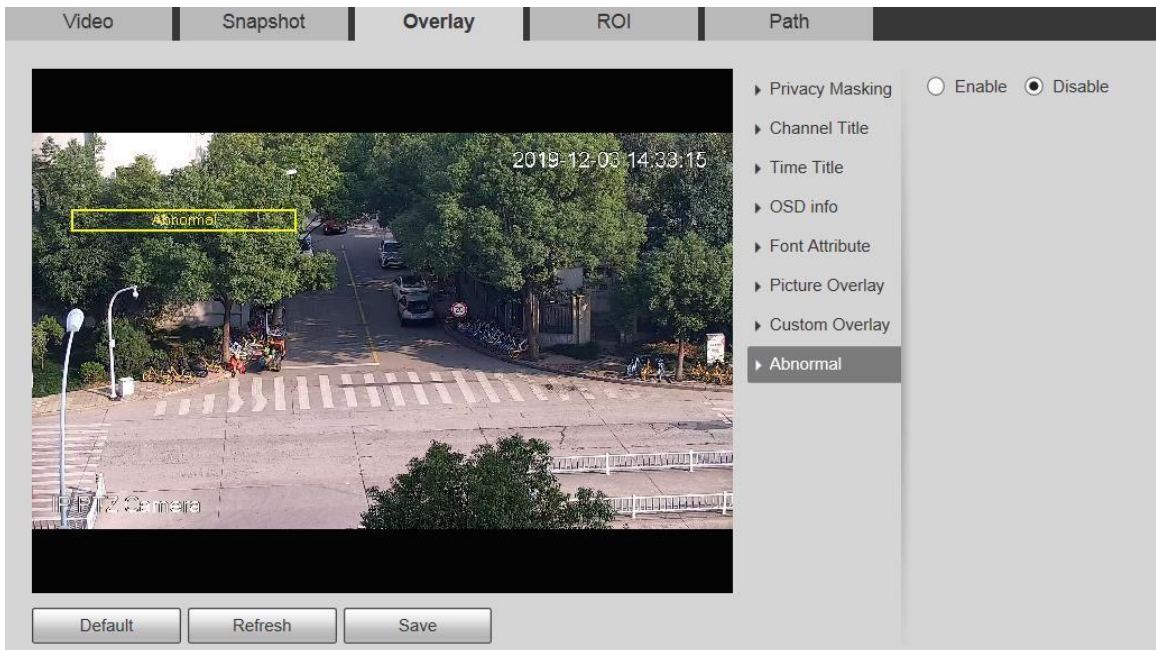 Video Snapshot Overlay ROI Path
Privacy Masking
Enable Disable
Channel Title
2019-12-03 14:33:15
Time Title
OSD info
Abnormal
Font Attribute
Picture Overlay
Custom Overlay
Abnormal
IP PTZ Camera
Default Refresh Save